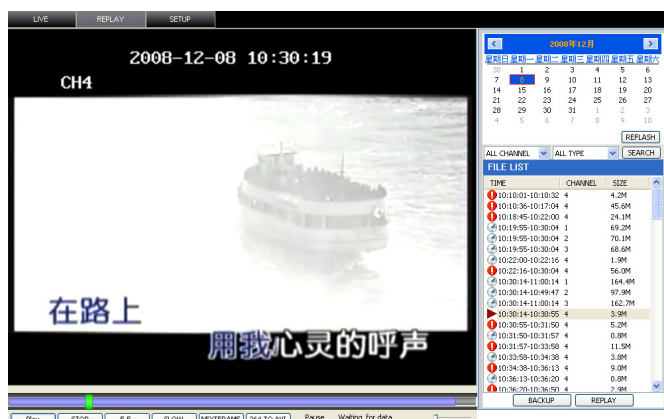 LIVE REPLAY SETUP
2008-12-08 10:30:19
CH4
在路上
用我心灵的呼声
2008年12月
星期日 星期一 星期二 星期三 星期四 星期五 星期六
30 1 2 3 4 5 6
7 8 9 10 11 12 13
14 15 16 17 18 19 20
21 22 23 24 25 26 27
28 29 30 31 1 2 3
4 5 6 7 8 9 10
REFLASH
ALL CHANNEL ALL TYPE SEARCH
FILE LIST
TIME CHANNEL SIZE
10:10:01-10:10:32 4 4.2M
10:10:36-10:17:04 4 45.6M
10:18:45-10:22:00 4 24.1M
10:19:55-10:30:04 1 69.2M
10:19:55-10:30:04 2 70.1M
10:19:55-10:30:04 3 68.6M
10:22:00-10:22:16 4 1.9M
10:22:16-10:30:04 4 56.0M
10:30:14-11:00:14 1 164.4M
10:30:14-10:49:47 2 97.9M
10:30:14-11:00:14 3 162.7M
10:30:14-10:30:55 4 3.9M
10:30:55-10:31:50 4 5.2M
10:31:50-10:31:57 4 0.8M
10:31:57-10:33:58 4 11.5M
10:33:58-10:34:38 4 3.8M
10:34:38-10:36:13 4 9.0M
10:36:13-10:36:20 4 0.8M
10:36:20-10:36:50 4 2.9M
BACKUP REPLAY
Play STOP F.F SLOW NEXTFRAME 264 TO AVI Pause Waiting for data